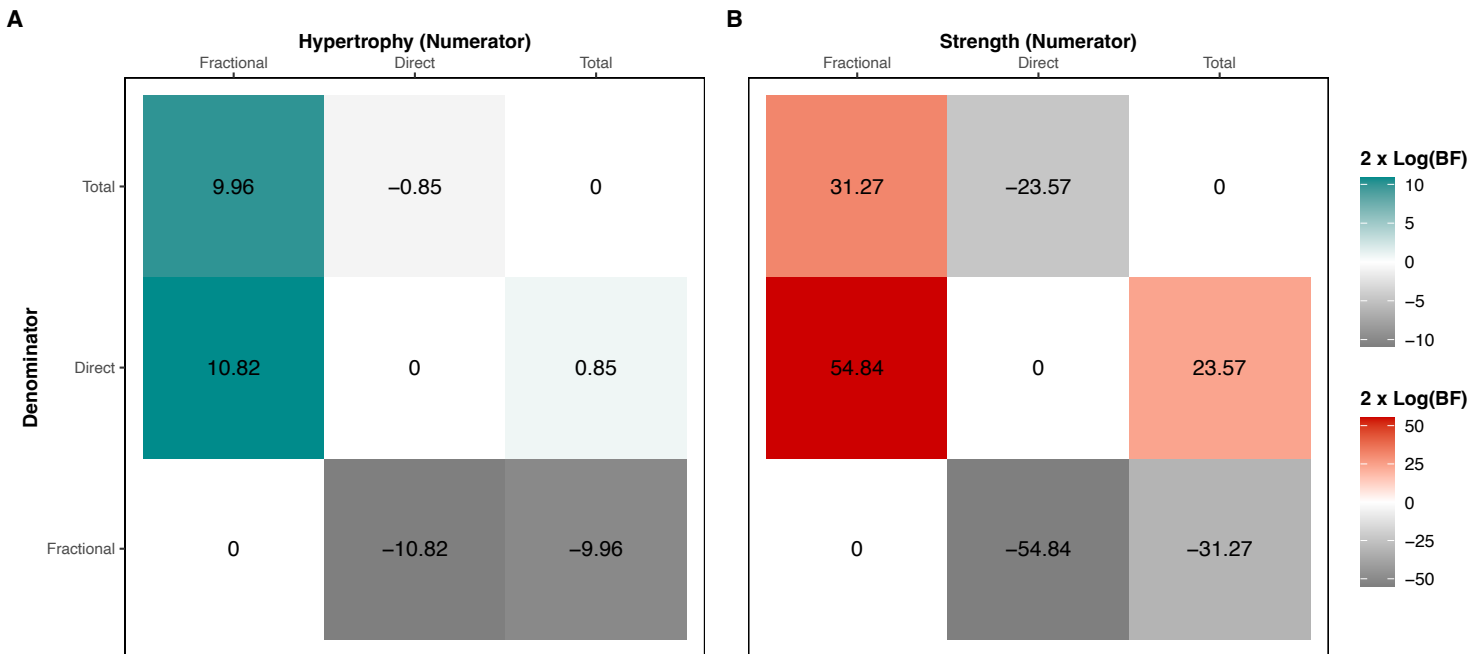 A
B
Hypertrophy (Numerator)
Strength (Numerator)
Fractional Direct Total
Fractional Direct Total
Denominator
Total
9.96 −0.85 0
31.27 −23.57 0
Direct
10.82 0 0.85
54.84 0 23.57
Fractional
0 −10.82 −9.96
0 −54.84 −31.27
2 x Log(BF)
10
5
0
−5
−10
2 x Log(BF)
50
25
0
−25
−50